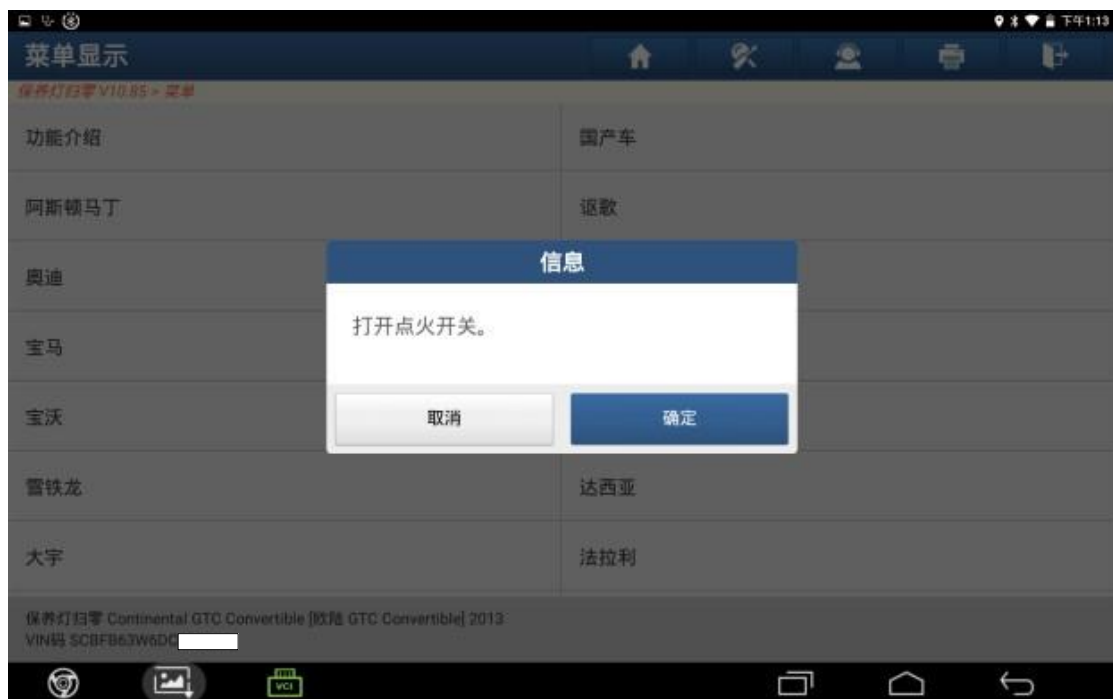 下午1:13
菜单显示
保养灯归零 V10.85 > 菜单
功能介绍
国产车
阿斯顿马丁
讴歌
奥迪
宝马
宝沃
雪铁龙
达西亚
大宇
法拉利
信息
打开点火开关。
取消
确定
保养灯归零 Continental GTC Convertible [欧陆 GTC Convertible] 2013
VIN码 SCBFB63W6DC
VCI